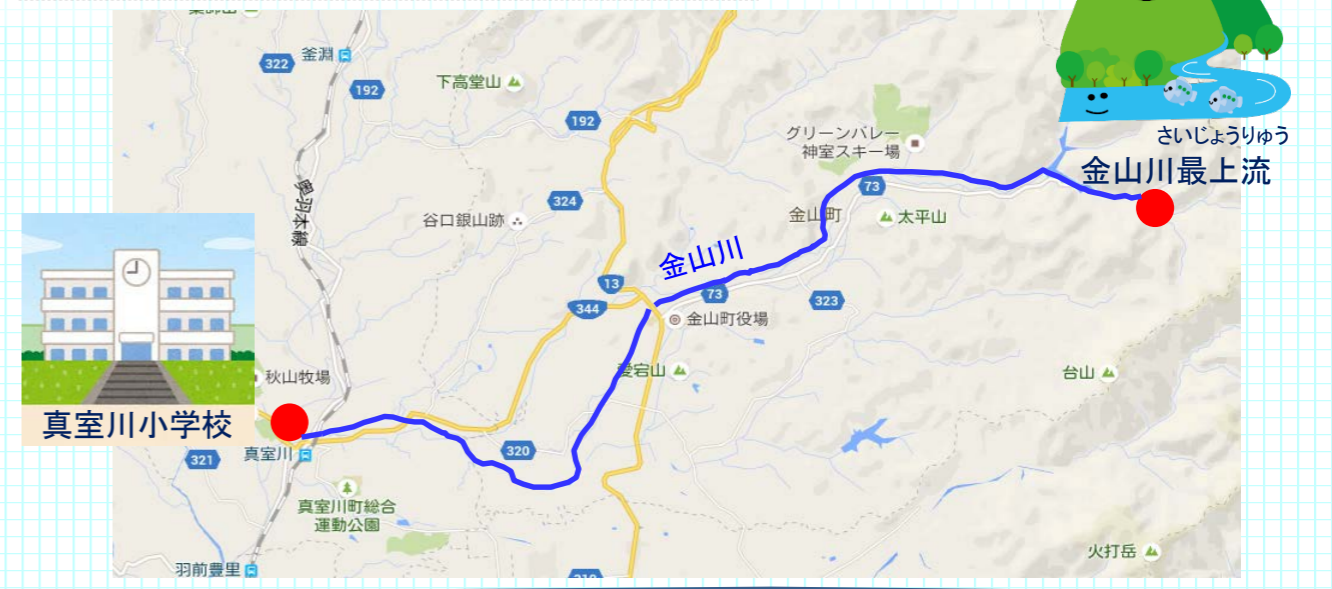 釜淵
322
192
下高堂山
192
グリーンバレー
神室スキー場
さいじょうりゅう
金山川最上流
73
奥羽本線
324
谷口銀山跡
金山町
太平山
金山川
13
73
344
323
金山町役場
愛宕山
台山
秋山牧場
真室川小学校
真室川
321
320
真室川町総合
運動公園
火打岳
羽前豊里